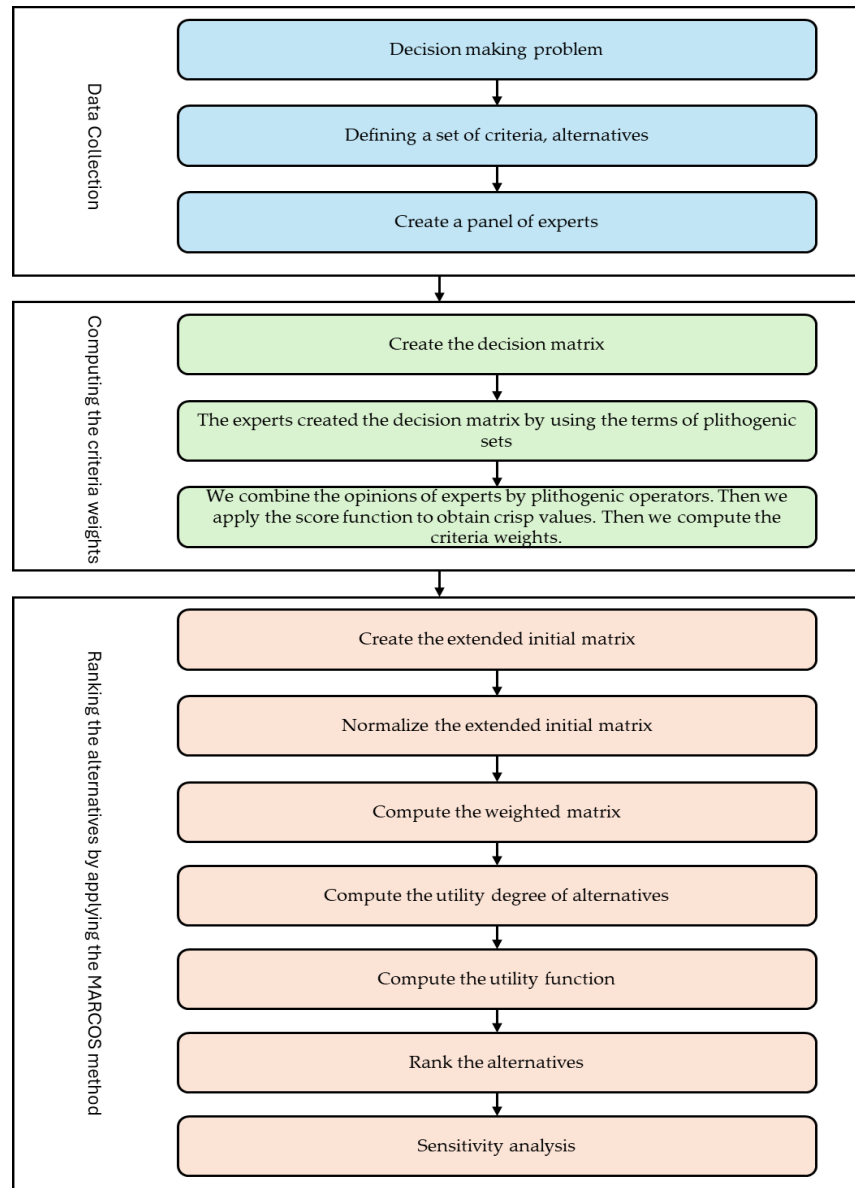 Data Collection
Decision making problem
Defining a set of criteria, alternatives
Create a panel of experts
Computing the criteria weights
Create the decision matrix
The experts created the decision matrix by using the terms of plithogenic
sets
We combine the opinions of experts by plithogenic operators. Then we
apply the score function to obtain crisp values. Then we compute the
criteria weights.
Ranking the alternatives by applying the MARCOS method
Create the extended initial matrix
Normalize the extended initial matrix
Compute the weighted matrix
Compute the utility degree of alternatives
Compute the utility function
Rank the alternatives
Sensitivity analysis